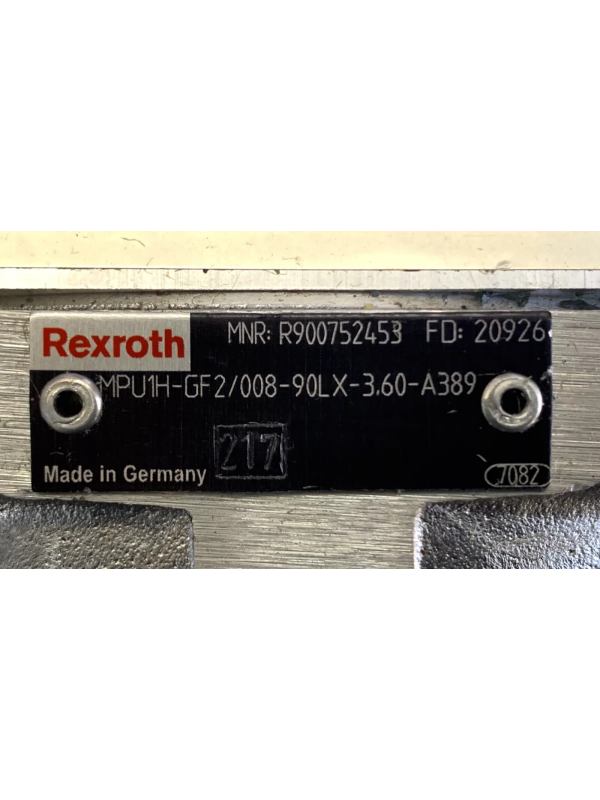 Rexroth MNR: R900752453 FD: 20926
MPU1H-GF2/008-90LX-3.60-A389
Made in Germany 217 7082